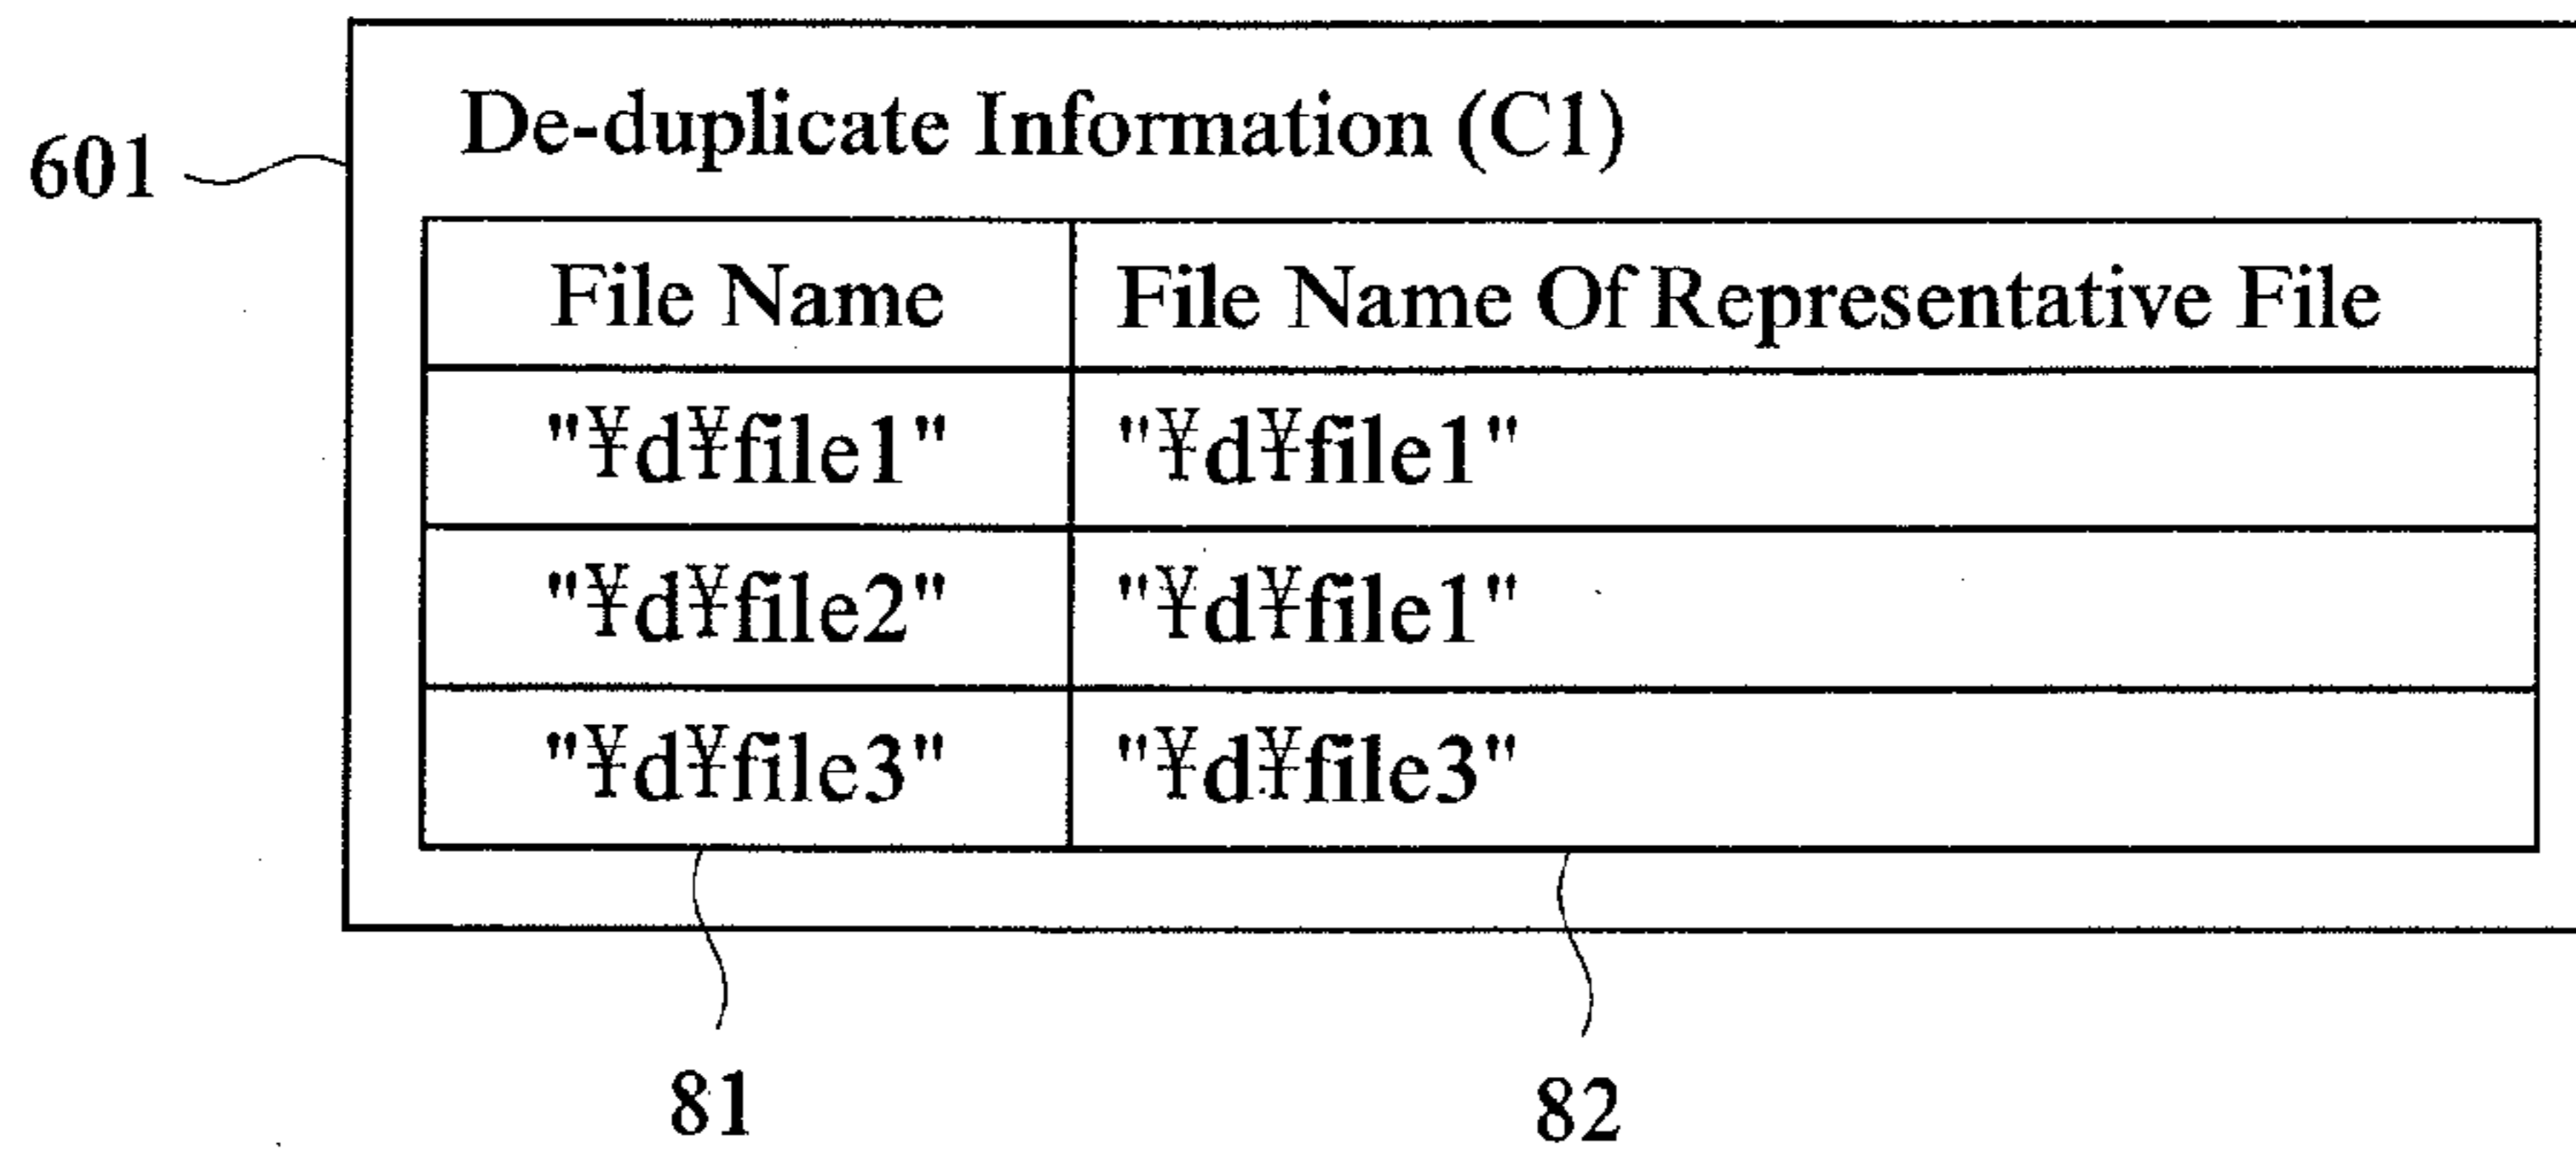 De-duplicate Information (C1)
601
File Name File Name Of Representative File
"¥d¥file1" "¥d¥file1"
"¥d¥file2" "¥d¥file1"
"¥d¥file3" "¥d¥file3"
81 82